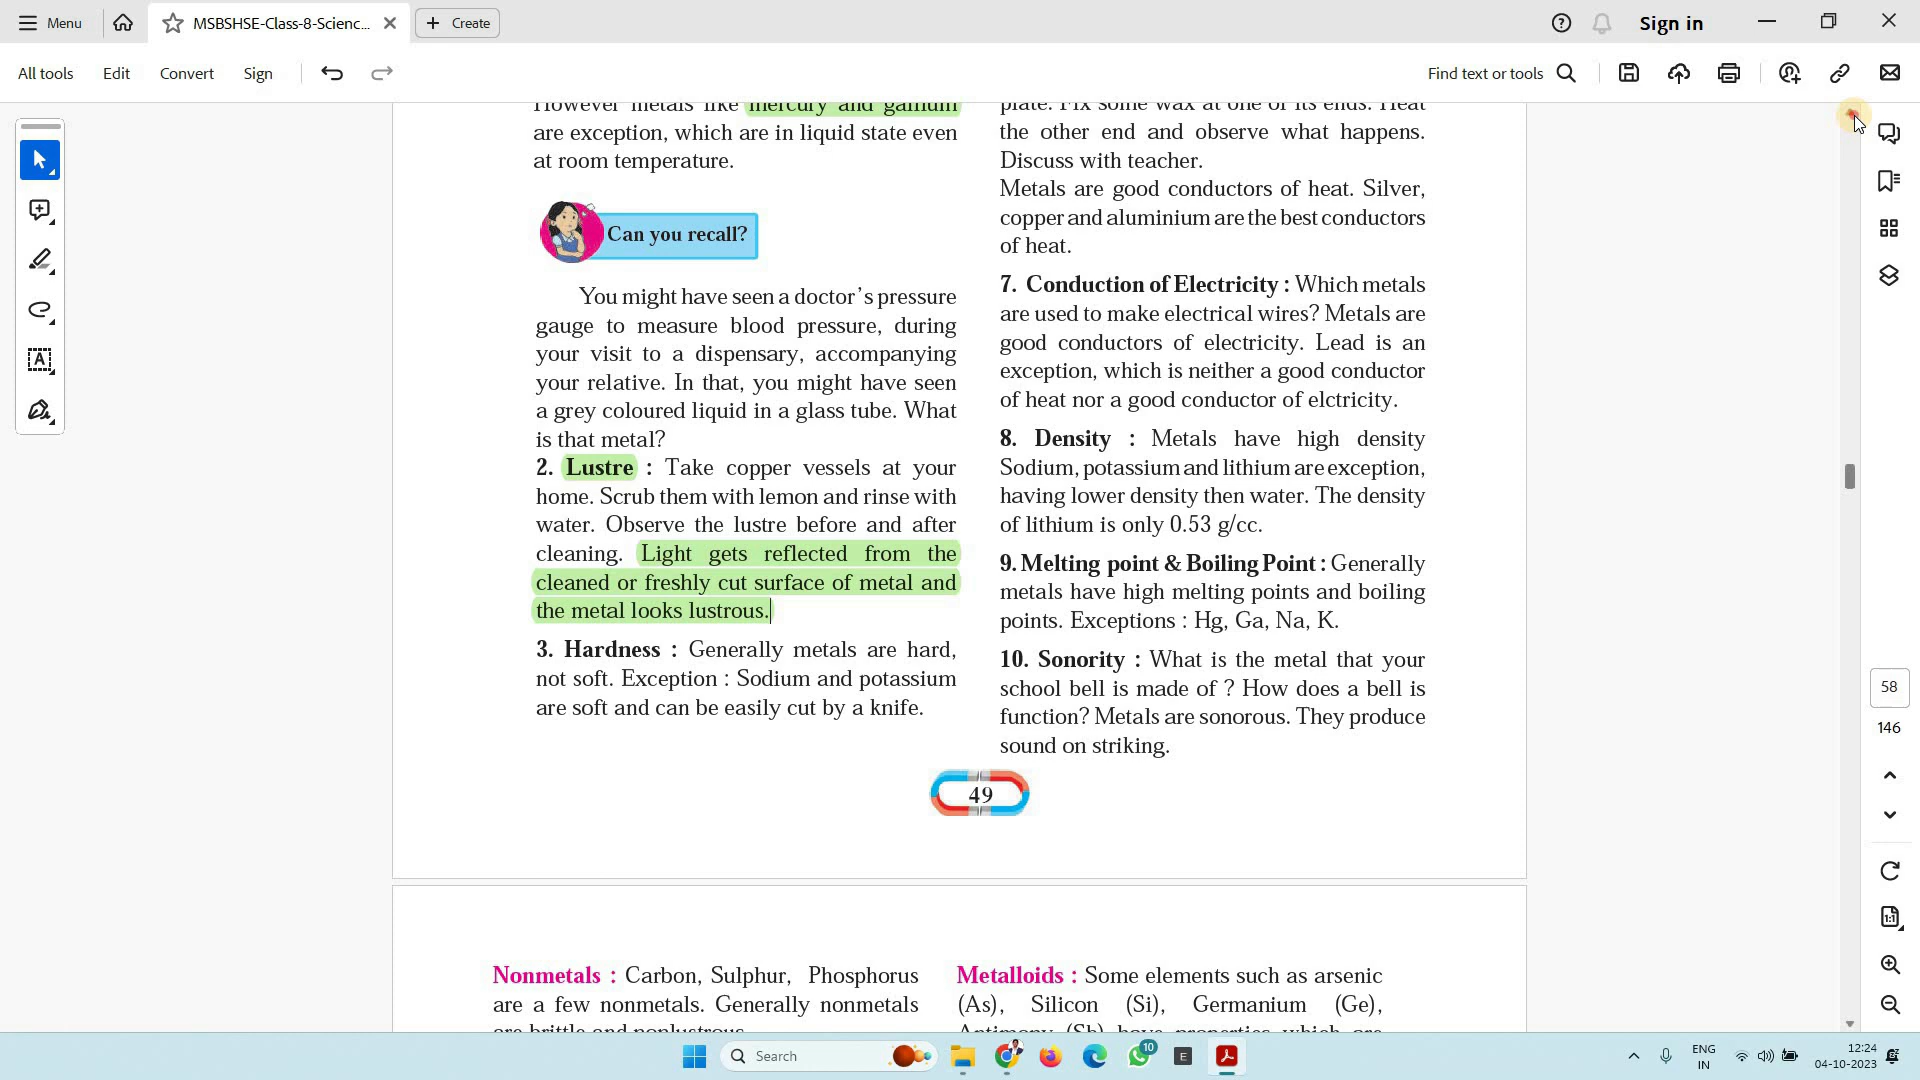 Menu
MSBSHSE-Class-8-Scienc...
Create
Sign in
All tools
Edit
Convert
Sign
Find text or tools
However metals like mercury and gallium
are exception, which are in liquid state even
at room temperature.
Can you recall?
You might have seen a doctor's pressure
gauge to measure blood pressure, during
your visit to a dispensary, accompanying
your relative. In that, you might have seen
a grey coloured liquid in a glass tube. What
is that metal?
2. Lustre : Take copper vessels at your
home. Scrub them with lemon and rinse with
water. Observe the lustre before and after
cleaning. Light gets reflected from the
cleaned or freshly cut surface of metal and
the metal looks lustrous.
3. Hardness : Generally metals are hard,
not soft. Exception : Sodium and potassium
are soft and can be easily cut by a knife.
plate. Fix some wax at one of its ends. Heat
the other end and observe what happens.
Discuss with teacher.
Metals are good conductors of heat. Silver,
copper and aluminium are the best conductors
of heat.
7. Conduction of Electricity : Which metals
are used to make electrical wires? Metals are
good conductors of electricity. Lead is an
exception, which is neither a good conductor
of heat nor a good conductor of elctricity.
8. Density : Metals have high density
Sodium, potassium and lithium are exception,
having lower density then water. The density
of lithium is only 0.53 g/cc.
9. Melting point & Boiling Point : Generally
metals have high melting points and boiling
points. Exceptions : Hg, Ga, Na, K.
10. Sonority : What is the metal that your
school bell is made of ? How does a bell is
function? Metals are sonorous. They produce
sound on striking.
49
Nonmetals : Carbon, Sulphur, Phosphorus
are a few nonmetals. Generally nonmetals
are brittle and nonlustrous
Metalloids : Some elements such as arsenic
(As), Silicon (Si), Germanium (Ge),
Antimony (Sb) have properties which are
58
146
Search
10
E
ENG
IN
12:24
04-10-2023